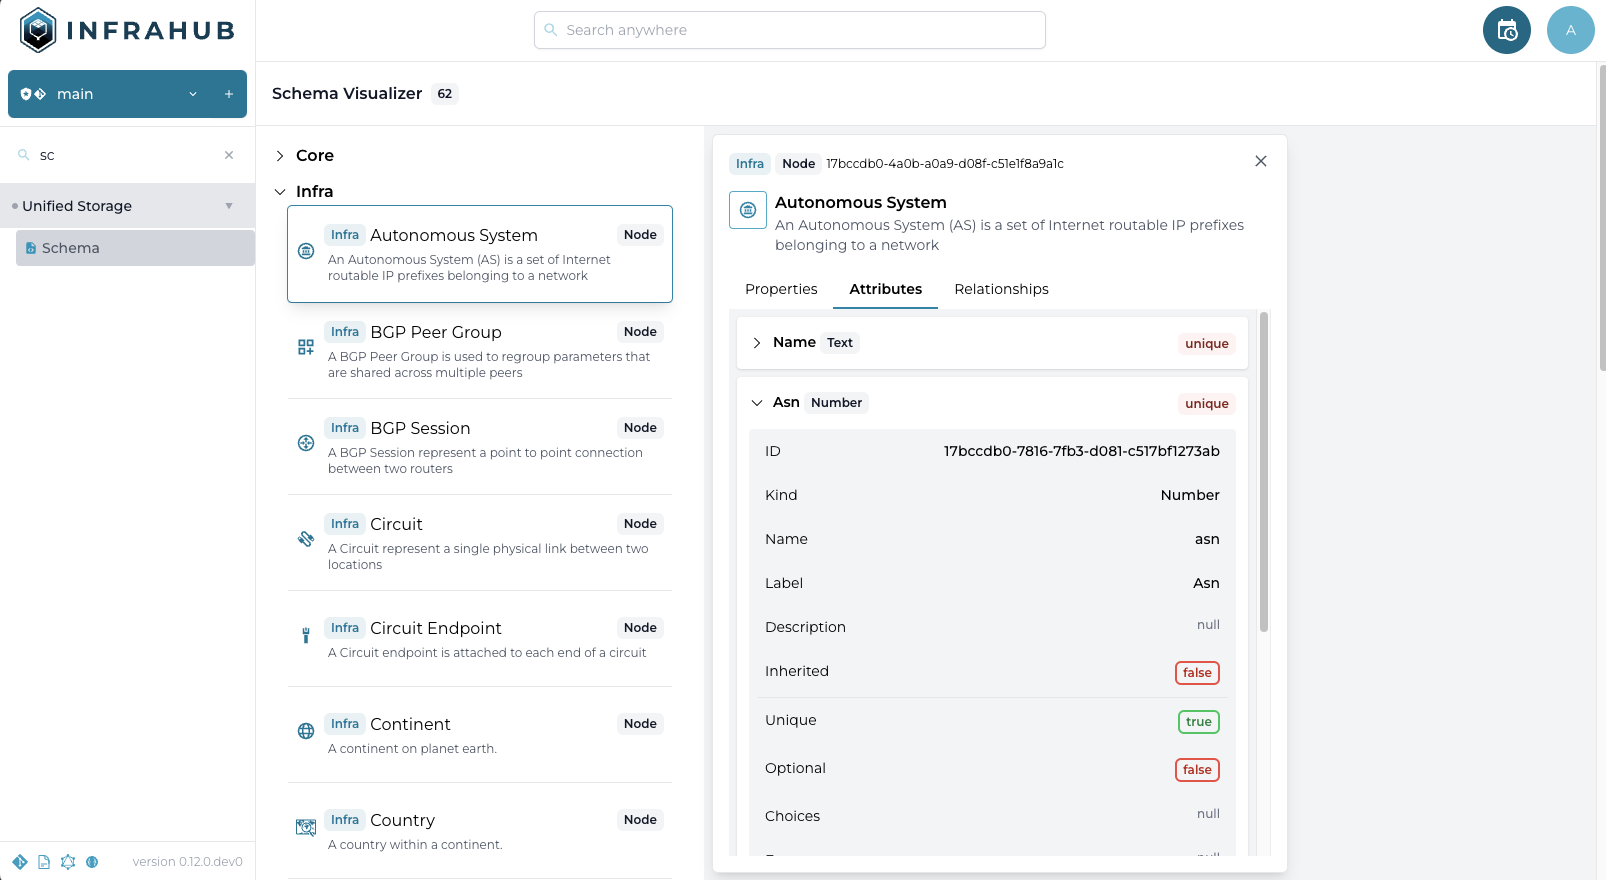 INFRAHUB
Search anywhere
A
main
sc
Unified Storage
Schema
version 0.12.0.dev0
Schema Visualizer 62
Core
Infra
Infra Autonomous System Node
An Autonomous System (AS) is a set of Internet
routable IP prefixes belonging to a network
Infra BGP Peer Group Node
A BGP Peer Group is used to regroup parameters that
are shared across multiple peers
Infra BGP Session Node
A BGP Session represent a point to point connection
between two routers
Infra Circuit Node
A Circuit represent a single physical link between two
locations
Infra Circuit Endpoint Node
A Circuit endpoint is attached to each end of a circuit
Infra Continent Node
A continent on planet earth.
Infra Country Node
A country within a continent.
Infra Node 17bccdb0-4a0b-a0a9-d08f-c51e1f8a9a1c
Autonomous System
An Autonomous System (AS) is a set of Internet routable IP prefixes
belonging to a network
Properties Attributes Relationships
Name Text unique
Asn Number unique
ID 17bccdb0-7816-7fb3-d081-c517bf1273ab
Kind Number
Name asn
Label Asn
Description null
Inherited false
Unique true
Optional false
Choices null